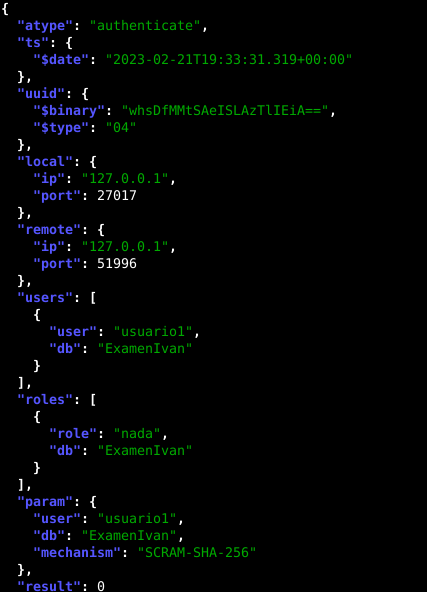 {
  "atype": "authenticate",
  "ts": {
    "$date": "2023-02-21T19:33:31.319+00:00"
  },
  "uuid": {
    "$binary": "whsDfMMtSAeISLAzTlIEiA==",
    "$type": "04"
  },
  "local": {
    "ip": "127.0.0.1",
    "port": 27017
  },
  "remote": {
    "ip": "127.0.0.1",
    "port": 51996
  },
  "users": [
    {
      "user": "usuario1",
      "db": "ExamenIvan"
    }
  ],
  "roles": [
    {
      "role": "nada",
      "db": "ExamenIvan"
    }
  ],
  "param": {
    "user": "usuario1",
    "db": "ExamenIvan",
    "mechanism": "SCRAM-SHA-256"
  },
  "result": 0